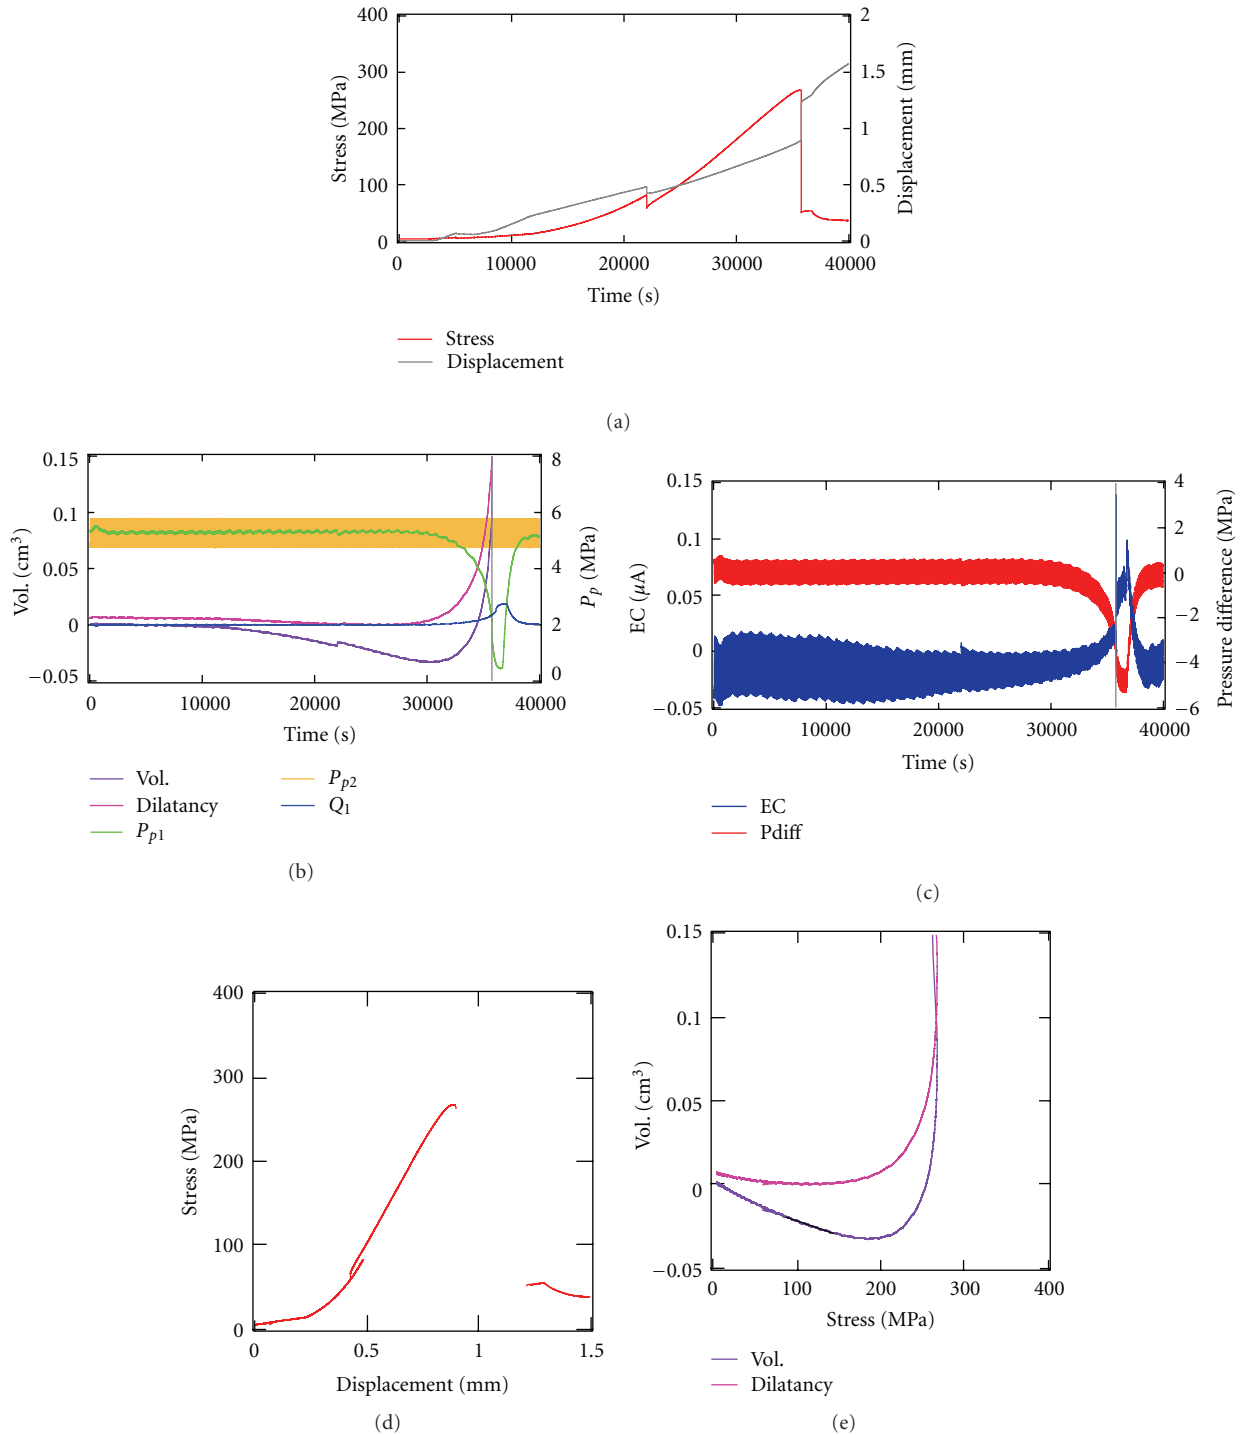 400
300
200
100
0
Stress (MPa)
2
1.5
1
0.5
0
Displacement (mm)
0
10000
20000
30000
40000
Time (s)
Stress
Displacement
(a)
0.15
0.1
0.05
0
−0.05
Vol. (cm³)
8
6
4
2
0
Pp (MPa)
0
10000
20000
30000
40000
Time (s)
Vol.
Dilatancy
Pp1
Pp2
Q1
(b)
0.15
0.1
0.05
0
−0.05
EC (μA)
4
2
0
−2
−4
−6
Pressure difference (MPa)
0
10000
20000
30000
40000
Time (s)
EC
Pdiff
(c)
400
300
200
100
0
Stress (MPa)
0
0.5
1
1.5
Displacement (mm)
(d)
0.15
0.1
0.05
0
−0.05
Vol. (cm³)
0
100
200
300
400
Stress (MPa)
Vol.
Dilatancy
(e)